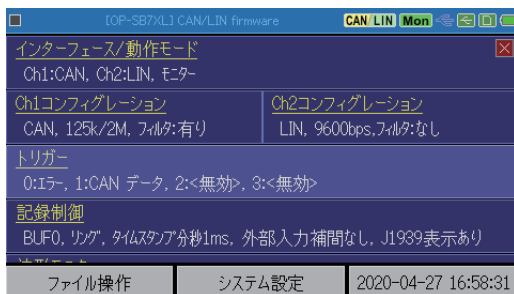 [OP-SB7XL] CAN/LIN firmware CAN/LIN Mon
インターフェース/動作モード
Ch1:CAN, Ch2:LIN, ﾓﾆﾀｰ
Ch1コンフィグレーション
CAN, 125k/2M, ﾌｨﾙﾀ:有り
Ch2コンフィグレーション
LIN, 9600bps,ﾌｨﾙﾀ:なし
トリガー
0:ｴﾗｰ, 1:CAN データ, 2:<無効>, 3:<無効>
記録制御
BUF0, ﾘﾝｸﾞ, ﾀｲﾑｽﾀﾝﾌﾟ分秒1ms, 外部入力補間なし, J1939表示あり
ファイル操作 システム設定 2020-04-27 16:58:31